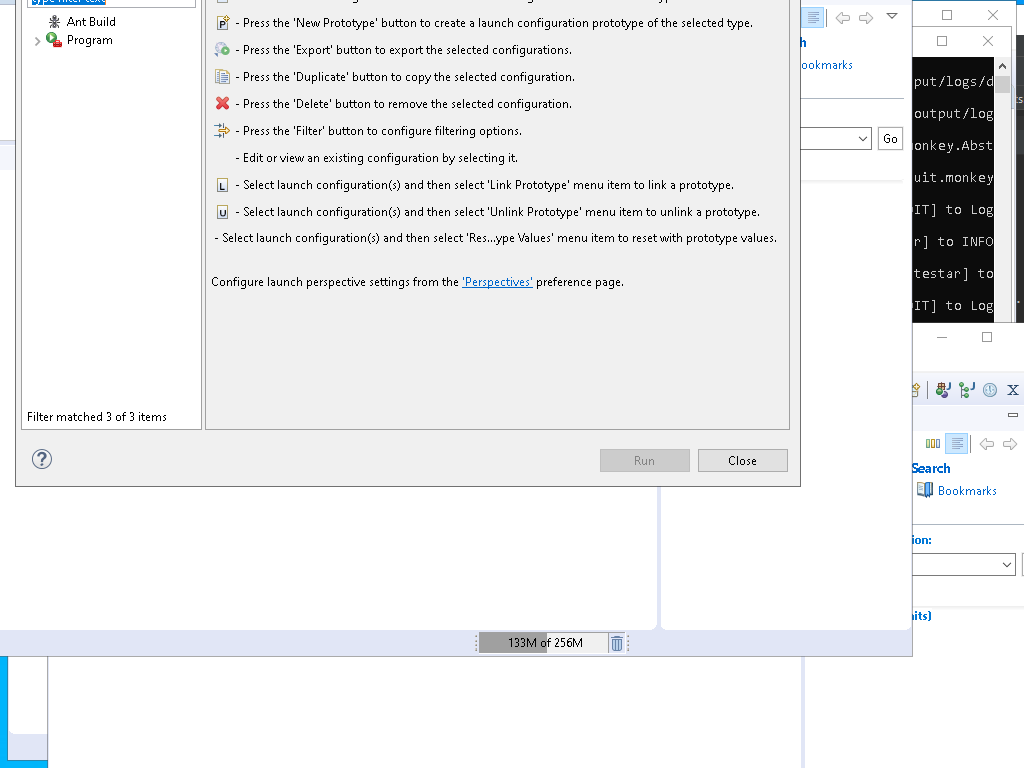 type filter text
Ant Build
Program
- Press the 'New Prototype' button to create a launch configuration prototype of the selected type.
- Press the 'Export' button to export the selected configurations.
- Press the 'Duplicate' button to copy the selected configuration.
- Press the 'Delete' button to remove the selected configuration.
- Press the 'Filter' button to configure filtering options.
- Edit or view an existing configuration by selecting it.
L - Select launch configuration(s) and then select 'Link Prototype' menu item to link a prototype.
U - Select launch configuration(s) and then select 'Unlink Prototype' menu item to unlink a prototype.
- Select launch configuration(s) and then select 'Res...ype Values' menu item to reset with prototype values.
Configure launch perspective settings from the 'Perspectives' preference page.
Filter matched 3 of 3 items
Run
Close
133M of 256M
h
ookmarks
Go
put/logs/d
output/log
onkey.Abst
uit.monkey
IT] to Log
r] to INFO
testar] to
IT] to Log
X
Search
Bookmarks
ion:
nits)